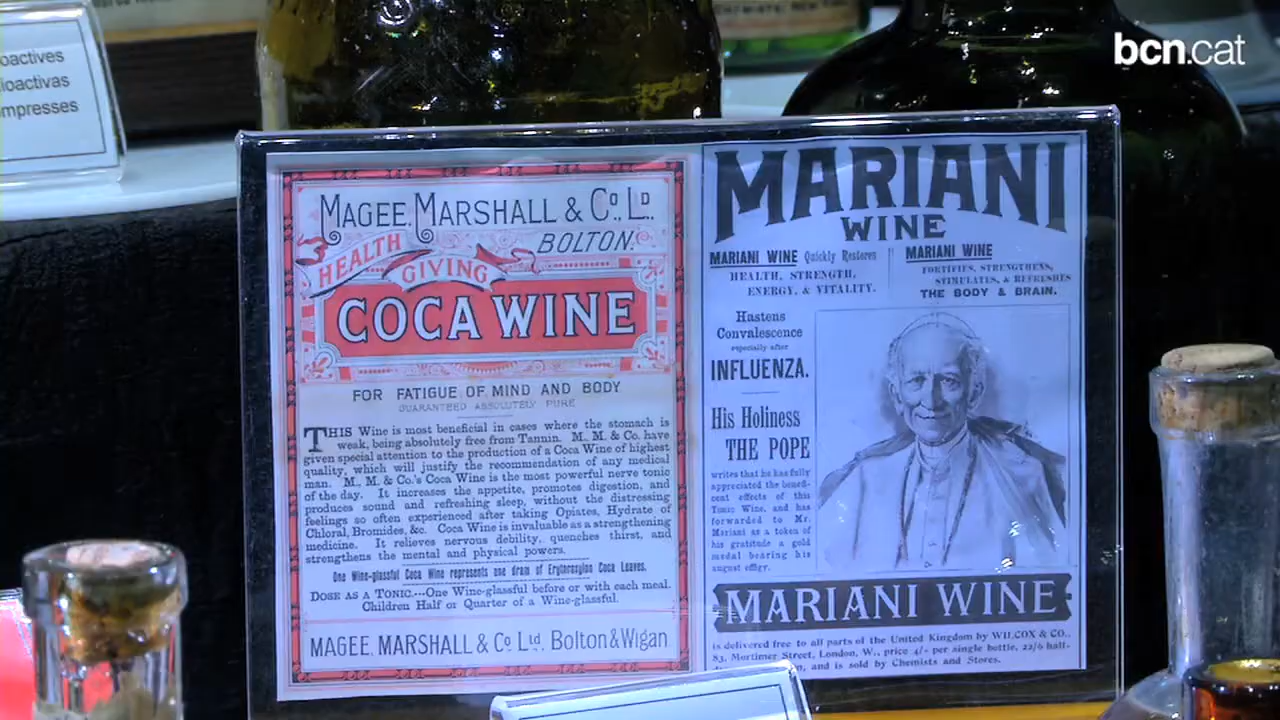 bcn.cat
oactives
ioactivas
mpresses
MAGEE, MARSHALL & Co., LD.,
BOLTON.
HEALTH
GIVING
COCA WINE
FOR FATIGUE OF MIND AND BODY
GUARANTEED ABSOLUTELY PURE
THIS Wine is most beneficial in cases where the stomach is
weak, being absolutely free from Tannin. M., M. & Co. have
given special attention to the production of a Coca Wine of highest
quality, which will justify the recommendation of any medical
man. M., M. & Co.'s Coca Wine is the most powerful nerve tonic
of the day. It increases the appetite, promotes digestion, and
produces sound and refreshing sleep, without the distressing
feelings so often experienced after taking Opiates, Hydrate of
Chloral, Bromides, &c. Coca Wine is invaluable as a strengthening
medicine. It relieves nervous debility, quenches thirst, and
strengthens the mental and physical powers.
One Wine-glassful Coca Wine represents one dram of Erytaroxylon Coca Leaves.
DOSE AS A TONIC.—One Wine-glassful before or with each meal.
Children Half or Quarter of a Wine-glassful.
MAGEE, MARSHALL & Co. Ltd. Bolton & Wigan
MARIANI
WINE
MARIANI WINE Quickly Restores
HEALTH, STRENGTH,
ENERGY, & VITALITY.
MARIANI WINE
FORTIFIES, STRENGTHENS,
STIMULATES, & REFRESHES
THE BODY & BRAIN.
Hastens
Convalescence
especially after
INFLUENZA.
His Holiness
THE POPE
writes that he has fully
appreciated the benefi-
cent effects of this
Tonic Wine, and has
forwarded to Mr.
Mariani as a token of
his gratitude a gold
medal bearing his
august effigy.
MARIANI WINE
is delivered free to all parts of the United Kingdom by WILCOX & CO.,
83, Mortimer Street, London, W., price 4/- per single bottle, 22/6 half-
and is sold by Chemists and Stores.